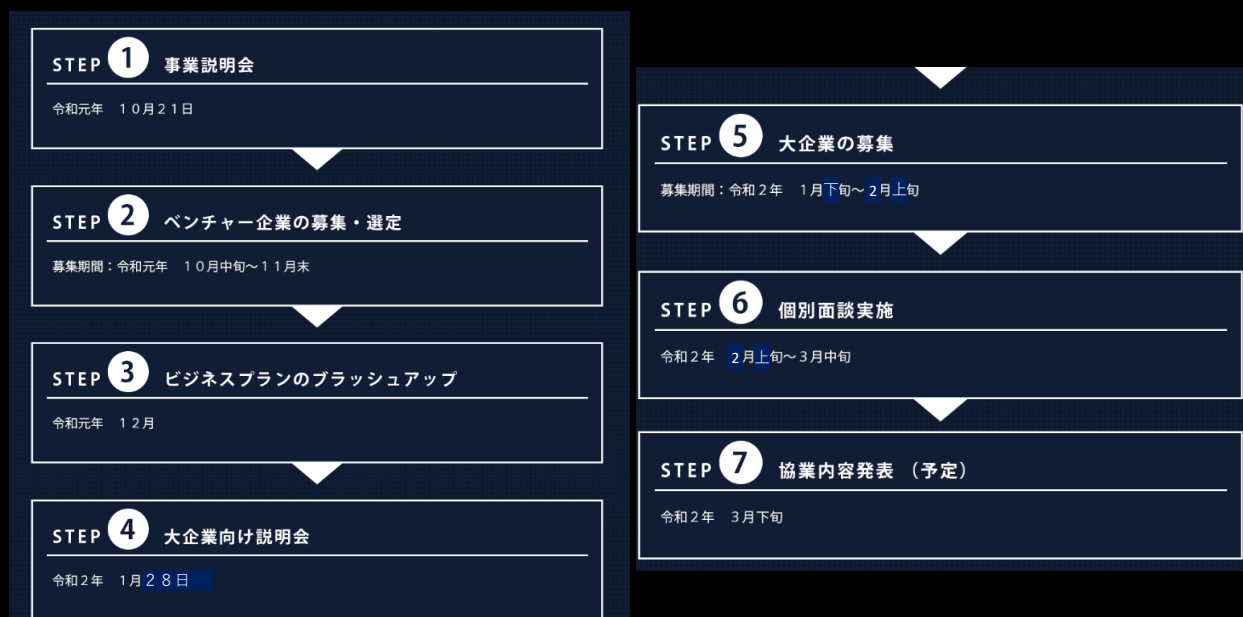 STEP 1 事業説明会
令和元年　１０月２１日
STEP 2 ベンチャー企業の募集・選定
募集期間：令和元年　１０月中旬～１１月末
STEP 3 ビジネスプランのブラッシュアップ
令和元年　１２月
STEP 4 大企業向け説明会
令和２年　１月２８日
STEP 5 大企業の募集
募集期間：令和２年　１月下旬～２月上旬
STEP 6 個別面談実施
令和２年　２月上旬～３月中旬
STEP 7 協業内容発表 （予定）
令和２年　３月下旬